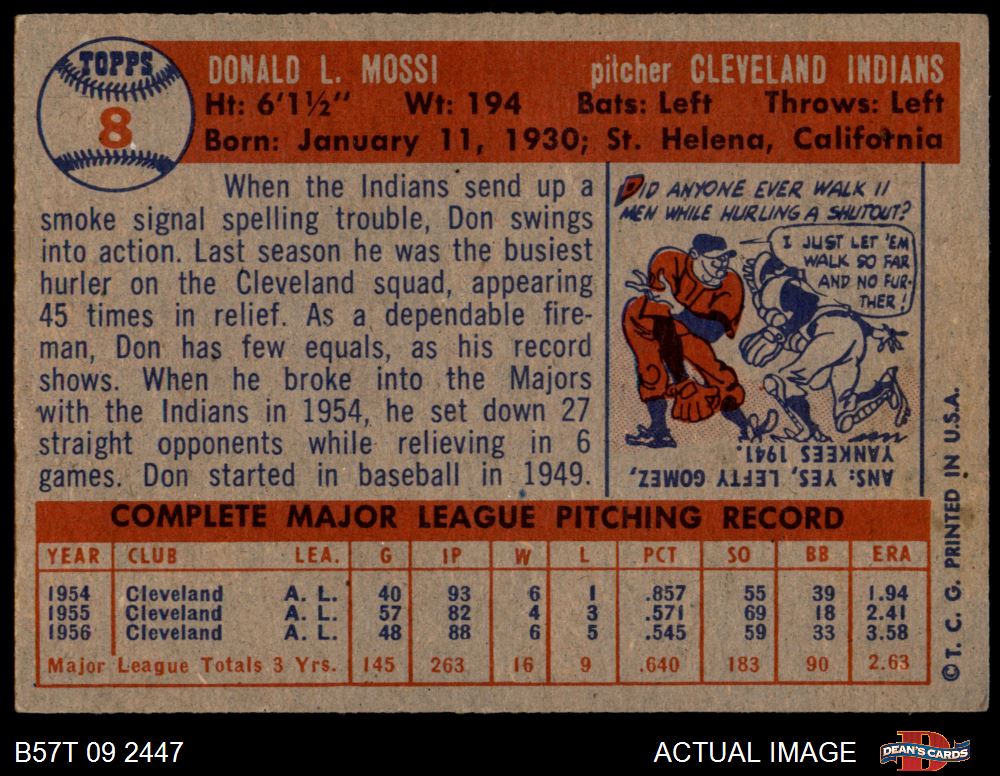 TOPPS
8
DONALD L. MOSSI pitcher CLEVELAND INDIANS
Ht: 6'1½" Wt: 194 Bats: Left Throws: Left
Born: January 11, 1930; St. Helena, California
When the Indians send up a
smoke signal spelling trouble, Don swings
into action. Last season he was the busiest
hurler on the Cleveland squad, appearing
45 times in relief. As a dependable fire-
man, Don has few equals, as his record
shows. When he broke into the Majors
with the Indians in 1954, he set down 27
straight opponents while relieving in 6
games. Don started in baseball in 1949.
DID ANYONE EVER WALK 11
MEN WHILE HURLING A SHUTOUT?
I JUST LET 'EM
WALK SO FAR
AND NO FUR-
THER!
ANS: YES, LEFTY GOMEZ,
YANKEES 1941.
COMPLETE MAJOR LEAGUE PITCHING RECORD
YEAR CLUB LEA. G IP W L PCT SO BB ERA
1954 Cleveland A. L. 40 93 6 1 .857 55 39 1.94
1955 Cleveland A. L. 57 82 4 3 .571 69 18 2.41
1956 Cleveland A. L. 48 88 6 5 .545 59 33 3.58
Major League Totals 3 Yrs. 145 263 16 9 .640 183 90 2.63
©T. C. G. PRINTED IN U.S.A.
B57T 09 2447 ACTUAL IMAGE
D
DEAN'S CARDS